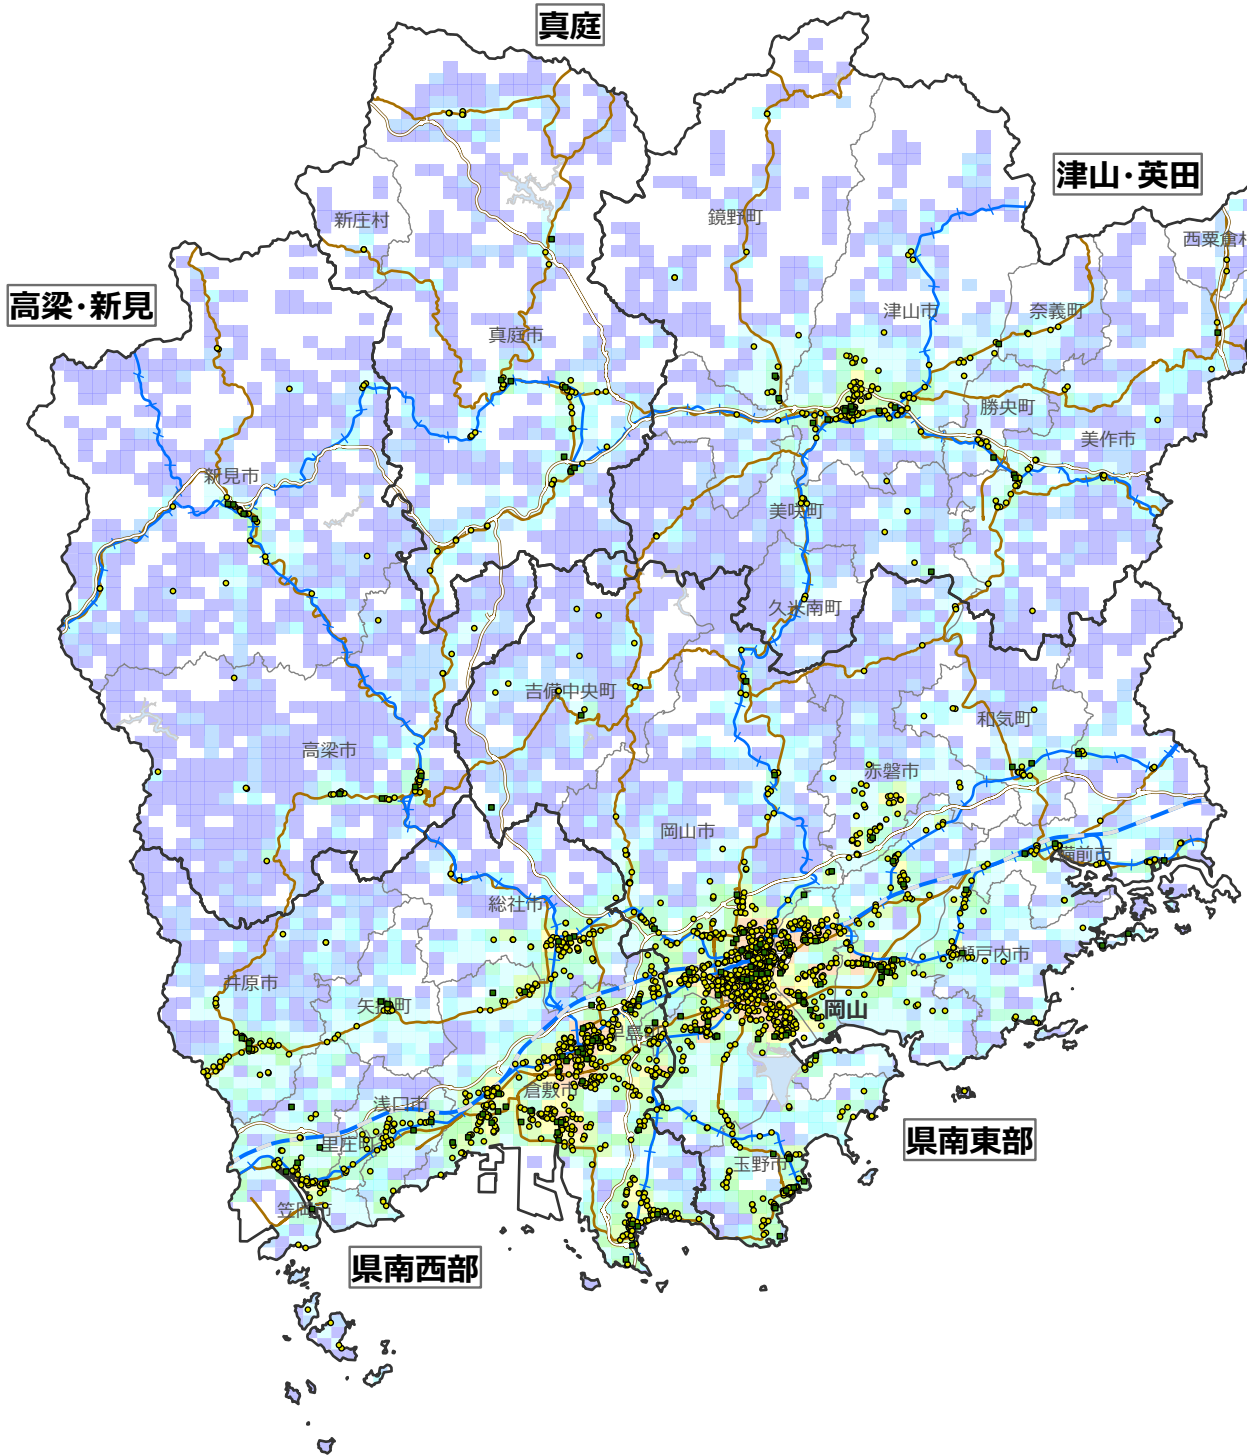 真庭
津山・英田
新庄村
鏡野町
西粟倉村
高梁・新見
津山市
奈義町
真庭市
勝央町
美作市
新見市
美咲町
久米南町
吉備中央町
和気町
高梁市
赤磐市
岡山市
備前市
総社市
瀬戸内市
井原市
矢掛町
岡山
早島町
倉敷市
浅口市
里庄町
県南東部
玉野市
笠岡市
県南西部